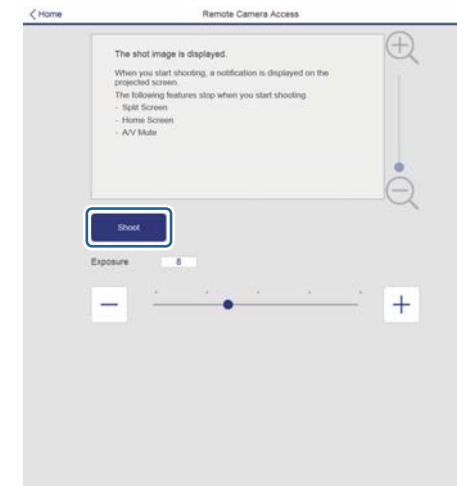 Home
Remote Camera Access
The shot image is displayed.
When you start shooting, a notification is displayed on the
projected screen.
The following features stop when you start shooting.
- Split Screen
- Home Screen
- A/V Mute
Shoot
Exposure 8